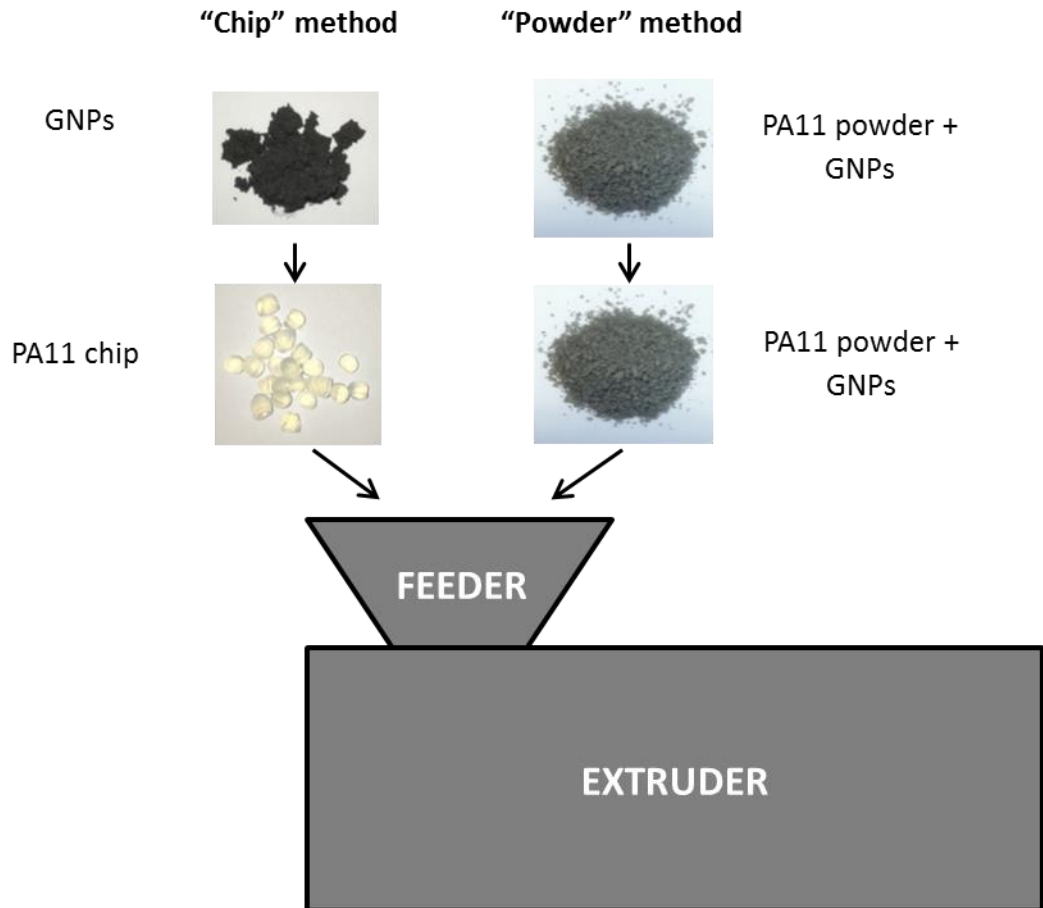 “Chip” method
“Powder” method
GNPs
PA11 powder +
GNPs
PA11 chip
PA11 powder +
GNPs
FEEDER
EXTRUDER